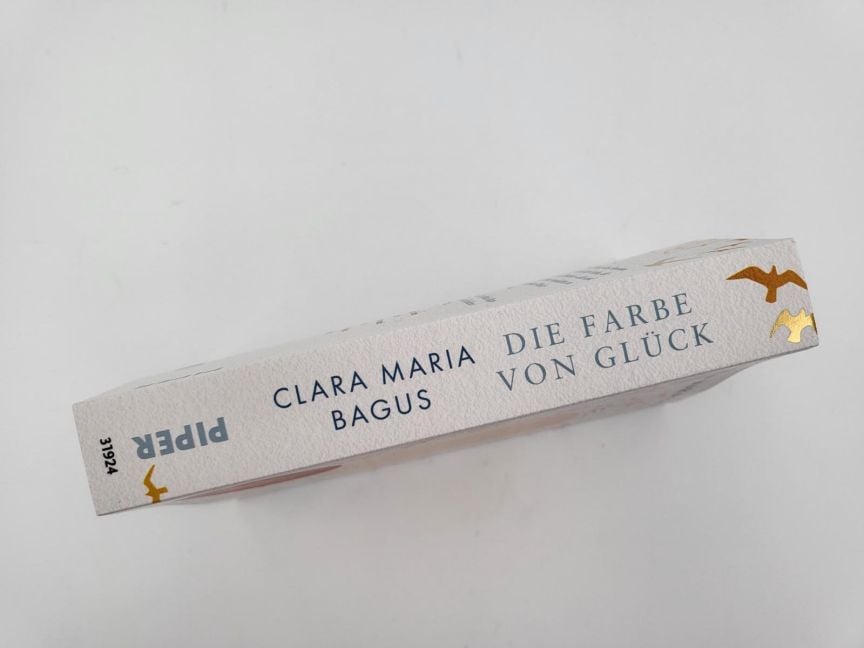 CLARA MARIA
BAGUS
DIE FARBE
VON GLÜCK
PIPER
31924